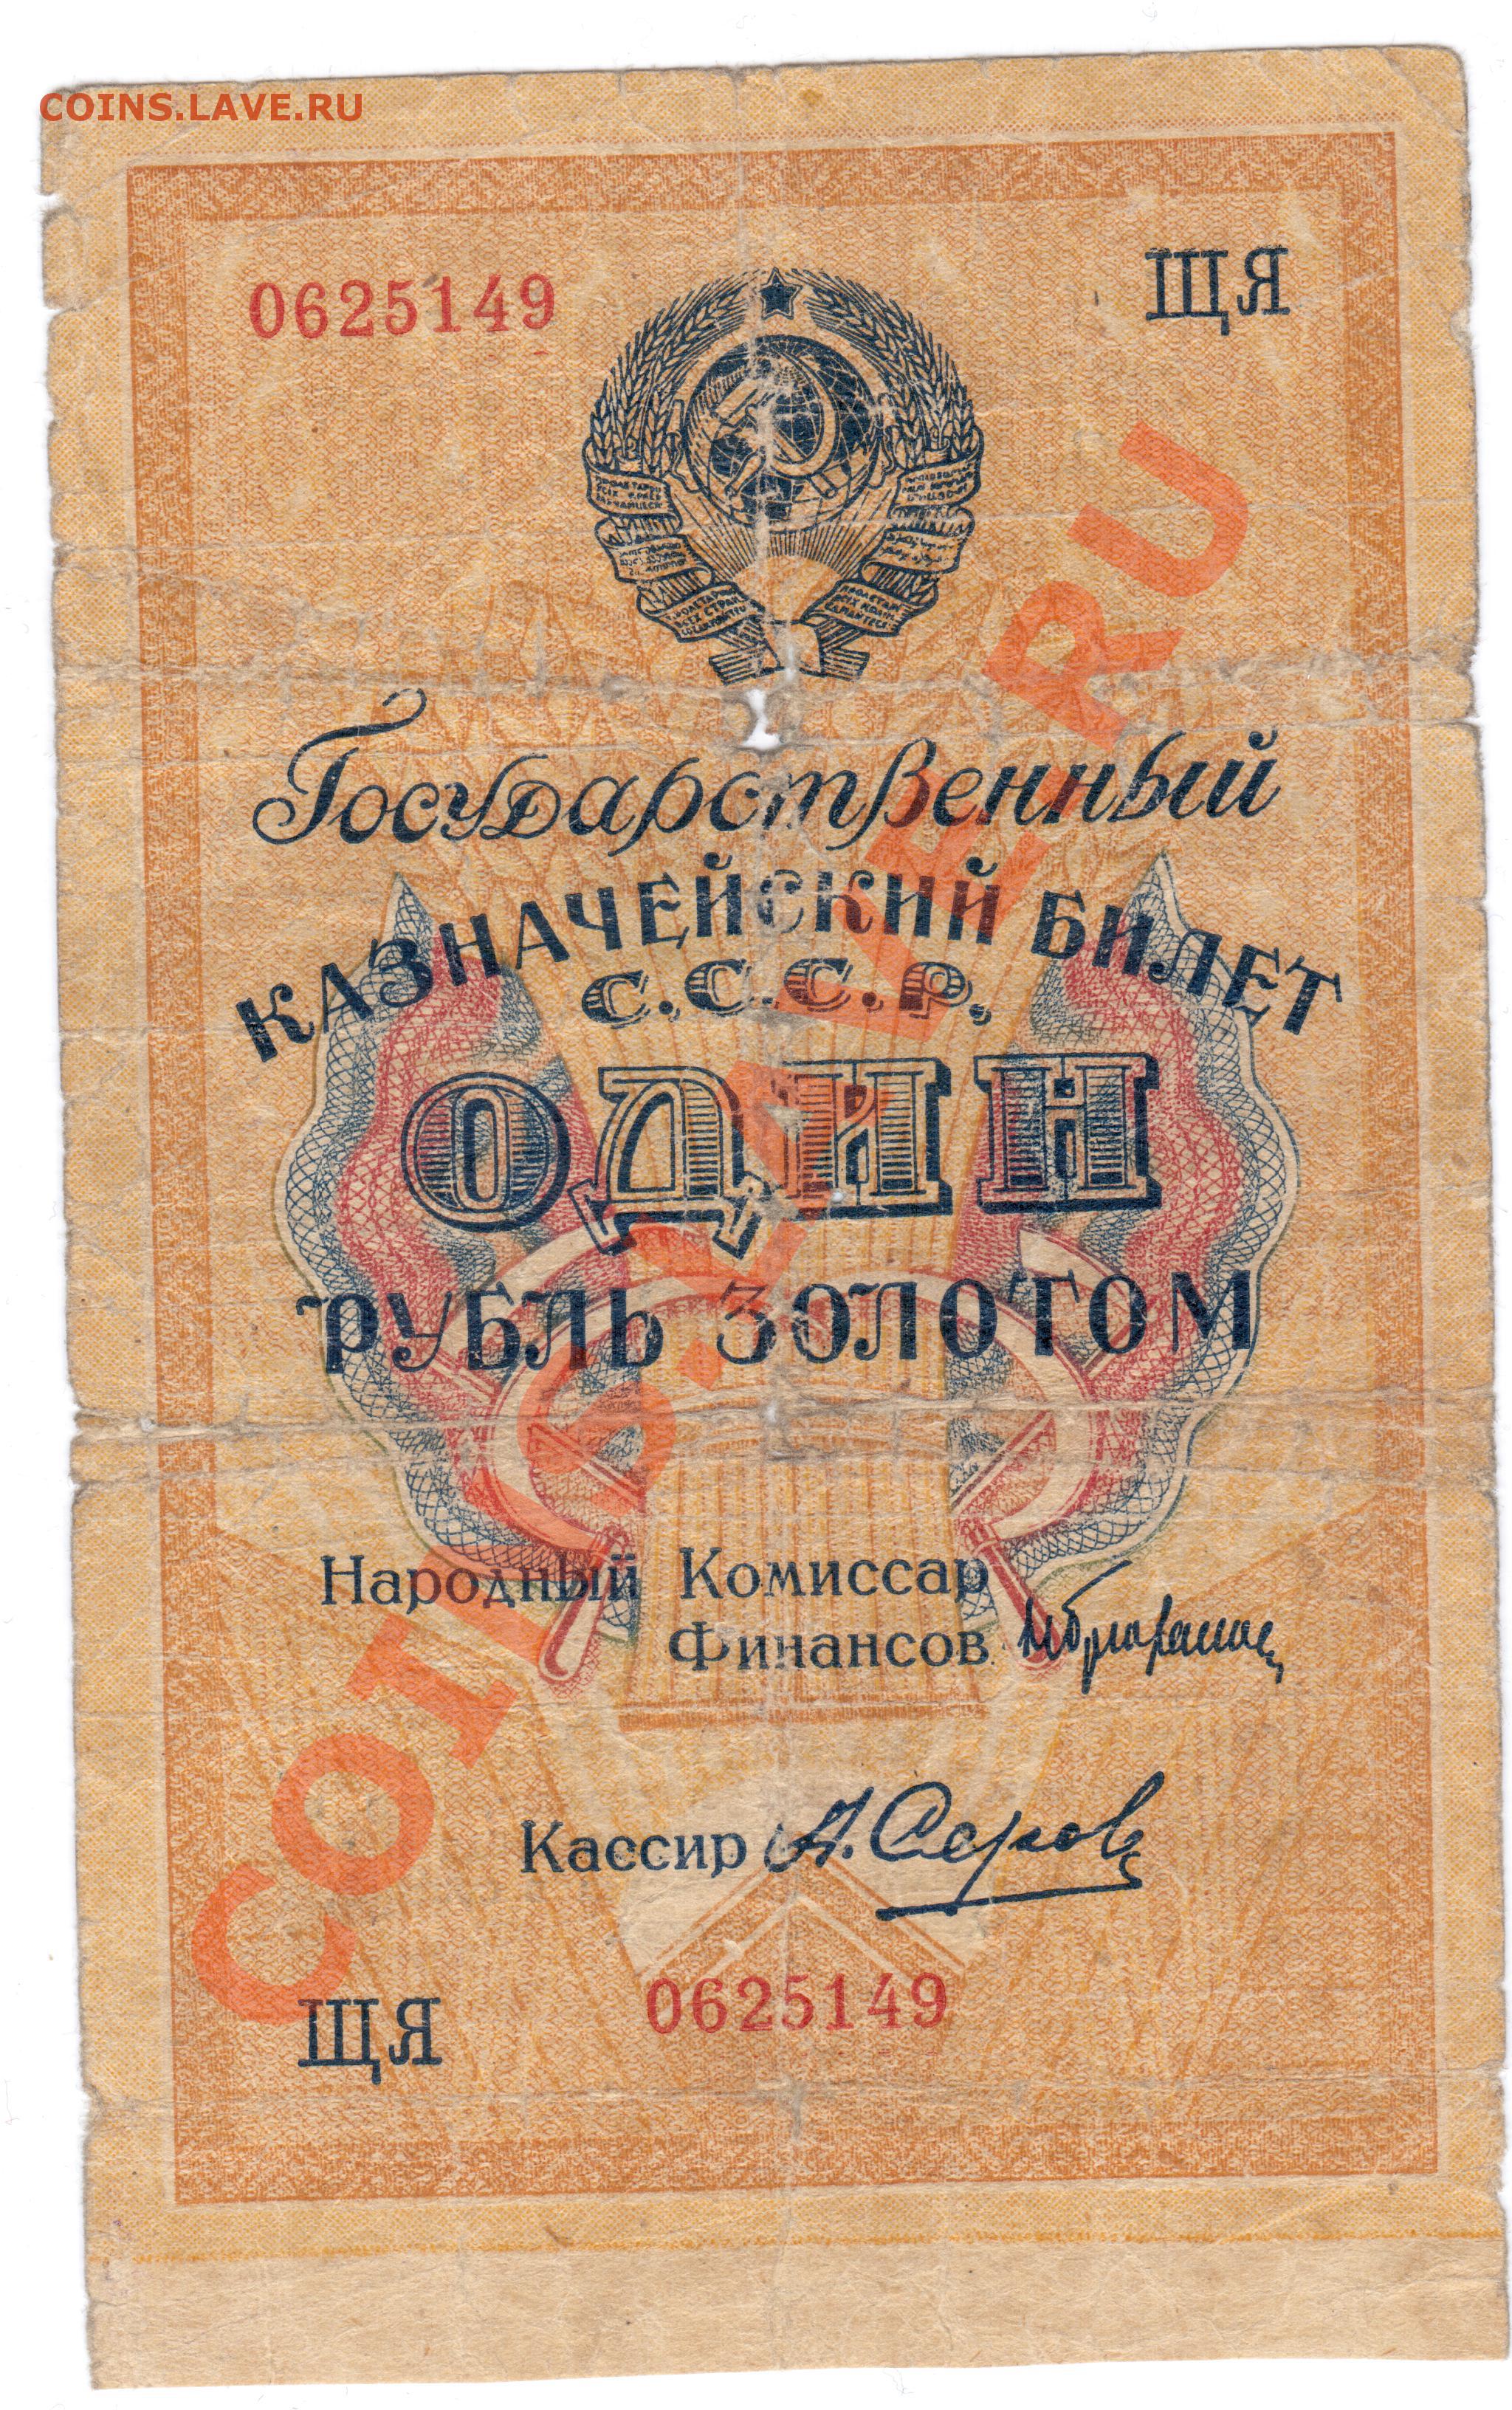 COINS.LAVE.RU
0625149 ЩЯ
Государственный
КАЗНАЧЕЙСКИЙ БИЛЕТ
С.С.С.Р.
ОДИН
РУБЛЬ ЗОЛОТОМ
Народный Комиссар
Финансов
Кассир А. Серов
ЩЯ 0625149
COINS.LAVE.RU